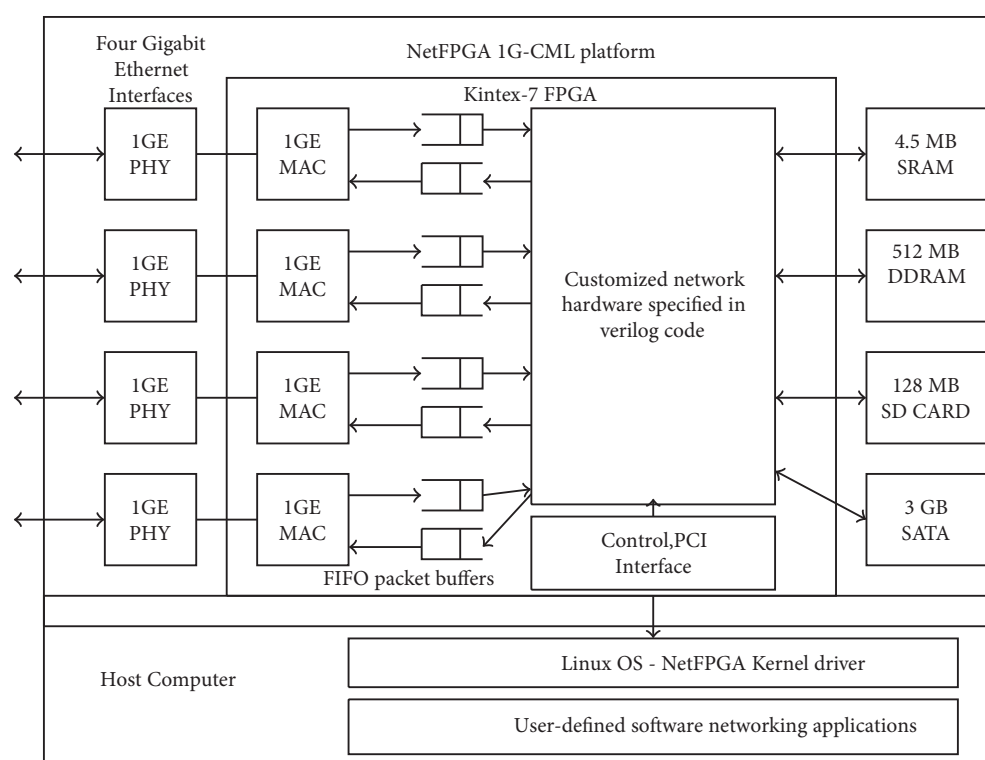 Four Gigabit
Ethernet
Interfaces
NetFPGA 1G-CML platform
Kintex-7 FPGA
1GE
PHY
1GE
MAC
4.5 MB
SRAM
1GE
PHY
1GE
MAC
Customized network
hardware specified in
verilog code
512 MB
DDRAM
1GE
PHY
1GE
MAC
128 MB
SD CARD
1GE
PHY
1GE
MAC
3 GB
SATA
Control,PCI
Interface
FIFO packet buffers
Host Computer
Linux OS - NetFPGA Kernel driver
User-defined software networking applications